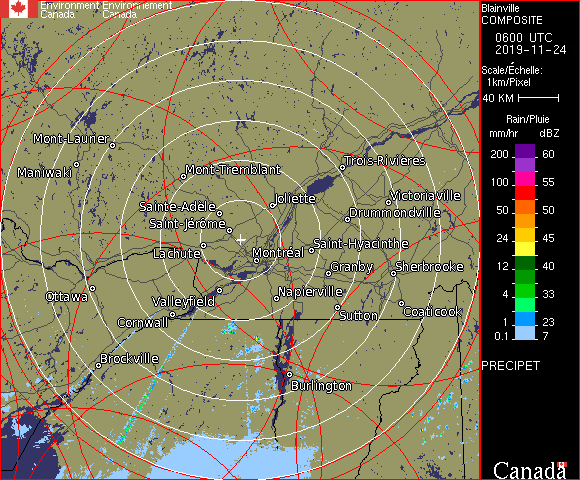 Environment Environnement
Canada Canada
Blainville
COMPOSITE
0600 UTC
2019-11-24
Scale/Échelle:
1km/Pixel
40 KM
Rain/Pluie
mm/hr dBZ
200 60
100 55
50 50
24 45
12 40
4 33
1 23
0.1 7
PRECIPET
Canada
Mont-Laurier
Maniwaki
Mont-Tremblant
Trois-Rivières
Joliette
Victoriaville
Sainte-Adèle
Drummondville
Saint-Jérôme
Lachute
Montréal
Saint-Hyacinthe
Granby
Sherbrooke
Ottawa
Valleyfield
Napierville
Cornwall
Sutton
Coaticook
Brockville
Burlington